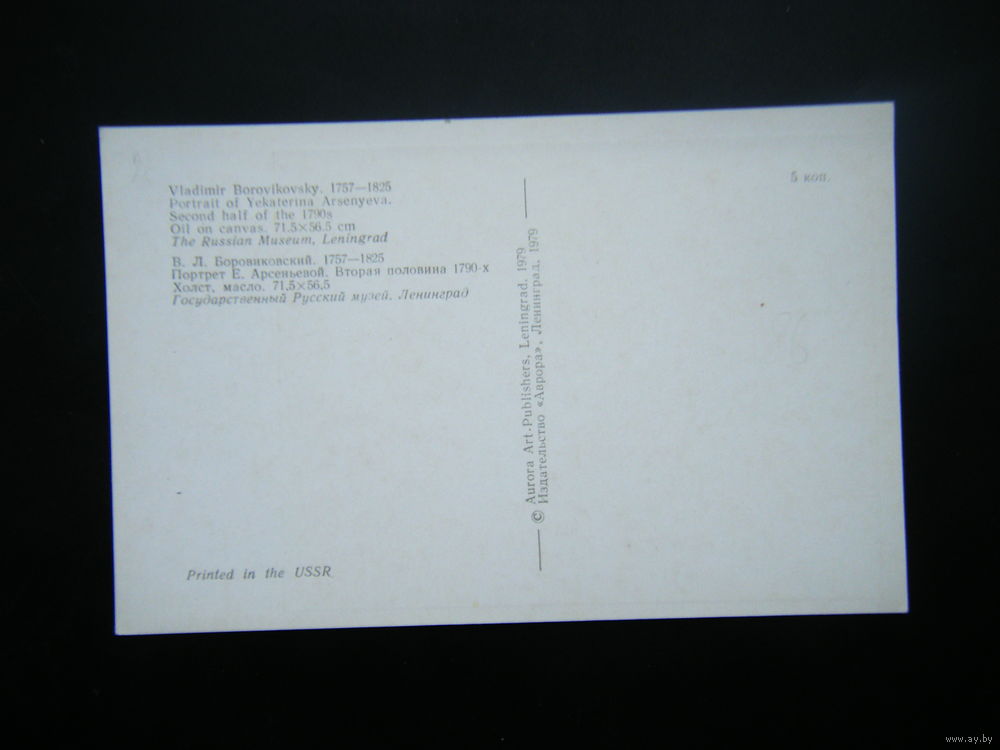 Vladimir Borovikovsky. 1757—1825
Portrait of Yekaterina Arsenyeva.
Second half of the 1790s
Oil on canvas. 71.5×56.5 cm
The Russian Museum, Leningrad
В. Л. Боровиковский. 1757—1825
Портрет Е. Арсеньевой. Вторая половина 1790-х
Холст, масло. 71,5×56,5
Государственный Русский музей. Ленинград
Printed in the USSR
© Aurora Art-Publishers, Leningrad, 1979
Издательство «Аврора», Ленинград, 1979
5 коп.
www.ay.by